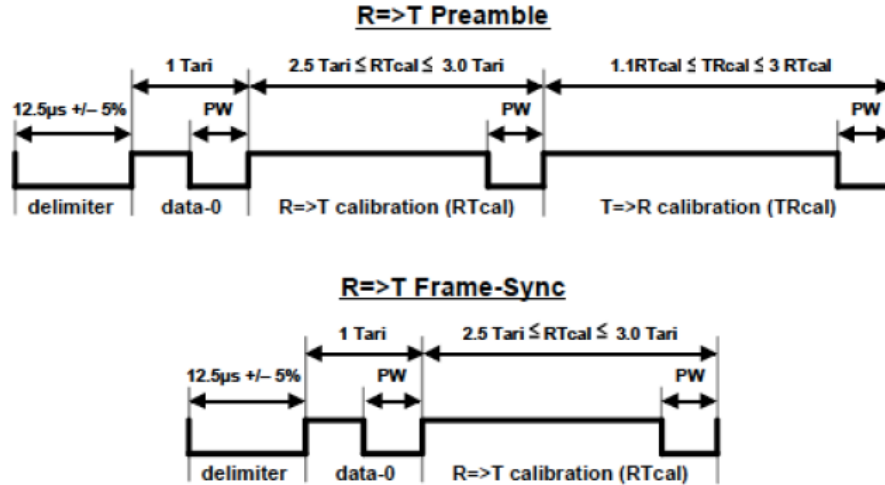 R=>T Preamble
1 Tari
2.5 Tari ≤ RTcal ≤ 3.0 Tari
1.1RTcal ≤ TRcal ≤ 3 RTcal
12.5µs +/– 5%
PW
PW
PW
delimiter
data-0
R=>T calibration (RTcal)
T=>R calibration (TRcal)
R=>T Frame-Sync
1 Tari
2.5 Tari ≤ RTcal ≤ 3.0 Tari
12.5µs +/– 5%
PW
PW
delimiter
data-0
R=>T calibration (RTcal)